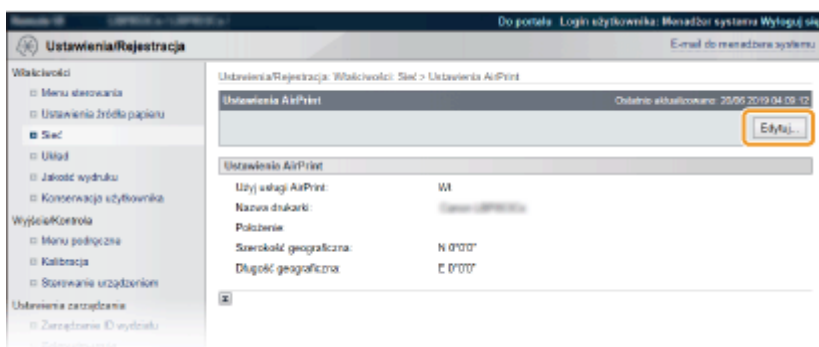 Do portalu Login użytkownika: Menadżer systemu Wyloguj się
Ustawienia/Rejestracja
E-mail do menadżera systemu
Właściwości
Menu sterowania
Ustawienia źródła papieru
Sieć
Układ
Jakość wydruku
Konserwacja użytkownika
Wyjście/Kontrola
Menu podręczne
Kalibracja
Sterowanie urządzeniem
Ustawienia zarządzania
Zarządzanie ID wydziału
Ustawienia/Rejestracja: Właściwości: Sieć > Ustawienia AirPrint
Ustawienia AirPrint
Ostatnio aktualizowano: 20/06 2019 04:09:12
Edytuj...
Ustawienia AirPrint
Użyj usługi AirPrint: Wł.
Nazwa drukarki:
Położenie:
Szerokość geograficzna: N 0°0'0"
Długość geograficzna: E 0°0'0"